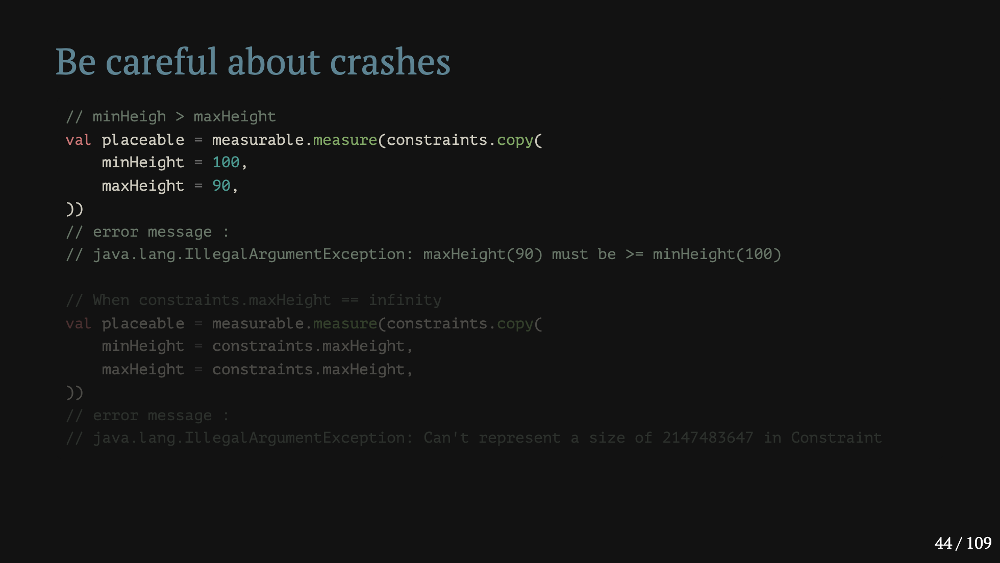 Be careful about crashes
// minHeigh > maxHeight
val placeable = measurable.measure(constraints.copy(
    minHeight = 100,
    maxHeight = 90,
))
// error message :
// java.lang.IllegalArgumentException: maxHeight(90) must be >= minHeight(100)
// When constraints.maxHeight == infinity
val placeable = measurable.measure(constraints.copy(
    minHeight = constraints.maxHeight,
    maxHeight = constraints.maxHeight,
))
// error message :
// java.lang.IllegalArgumentException: Can't represent a size of 2147483647 in Constraint
44 / 109